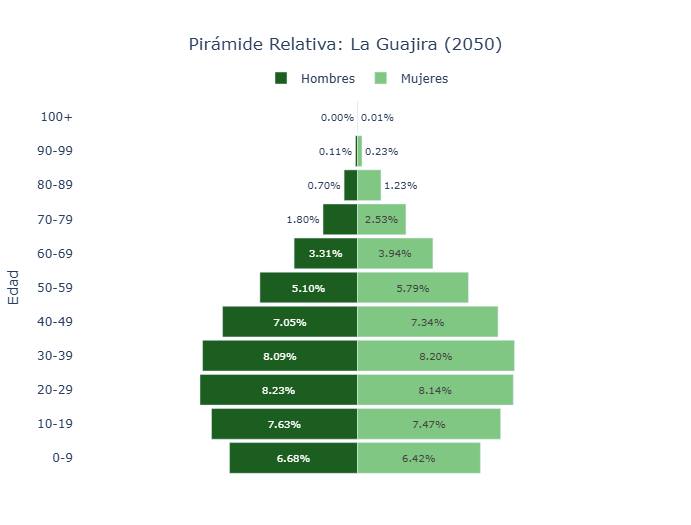 Pirámide Relativa: La Guajira (2050)
Hombres Mujeres
100+ 0.00% 0.01%
90-99 0.11% 0.23%
80-89 0.70% 1.23%
70-79 1.80% 2.53%
60-69 3.31% 3.94%
50-59 5.10% 5.79%
40-49 7.05% 7.34%
30-39 8.09% 8.20%
20-29 8.23% 8.14%
10-19 7.63% 7.47%
0-9 6.68% 6.42%
Edad